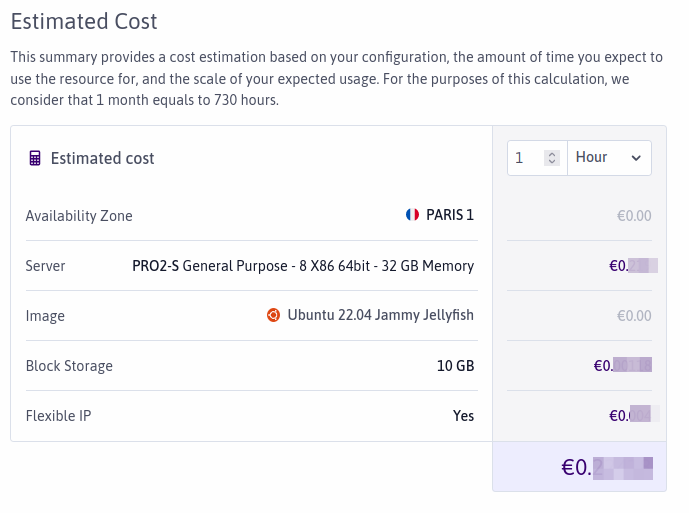 Estimated Cost
This summary provides a cost estimation based on your configuration, the amount of time you expect to
use the resource for, and the scale of your expected usage. For the purposes of this calculation, we
consider that 1 month equals to 730 hours.
Estimated cost 1 Hour
Availability Zone PARIS 1 €0.00
Server PRO2-S General Purpose - 8 X86 64bit - 32 GB Memory €0.
Image Ubuntu 22.04 Jammy Jellyfish €0.00
Block Storage 10 GB €0.
Flexible IP Yes €0.
€0.